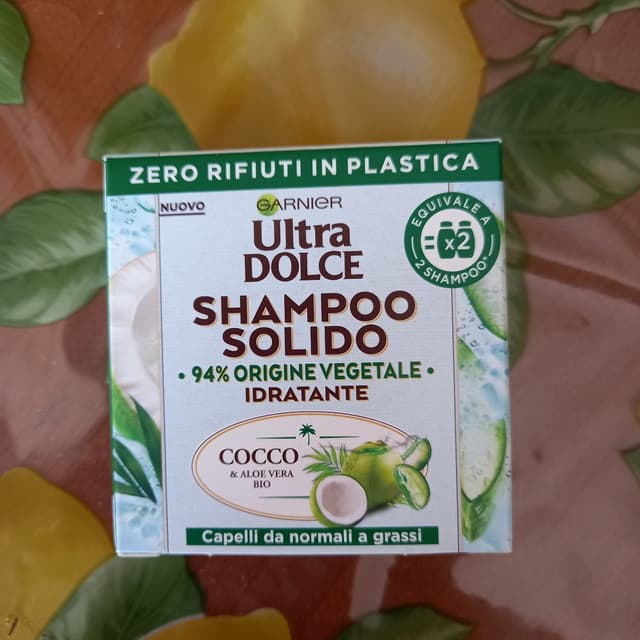 ZERO RIFIUTI IN PLASTICA
NUOVO
GARNIER
Ultra
DOLCE
EQUIVALE A
= x2
2 SHAMPOO*
SHAMPOO
SOLIDO
• 94% ORIGINE VEGETALE •
IDRATANTE
COCCO
& ALOE VERA
BIO
Capelli da normali a grassi